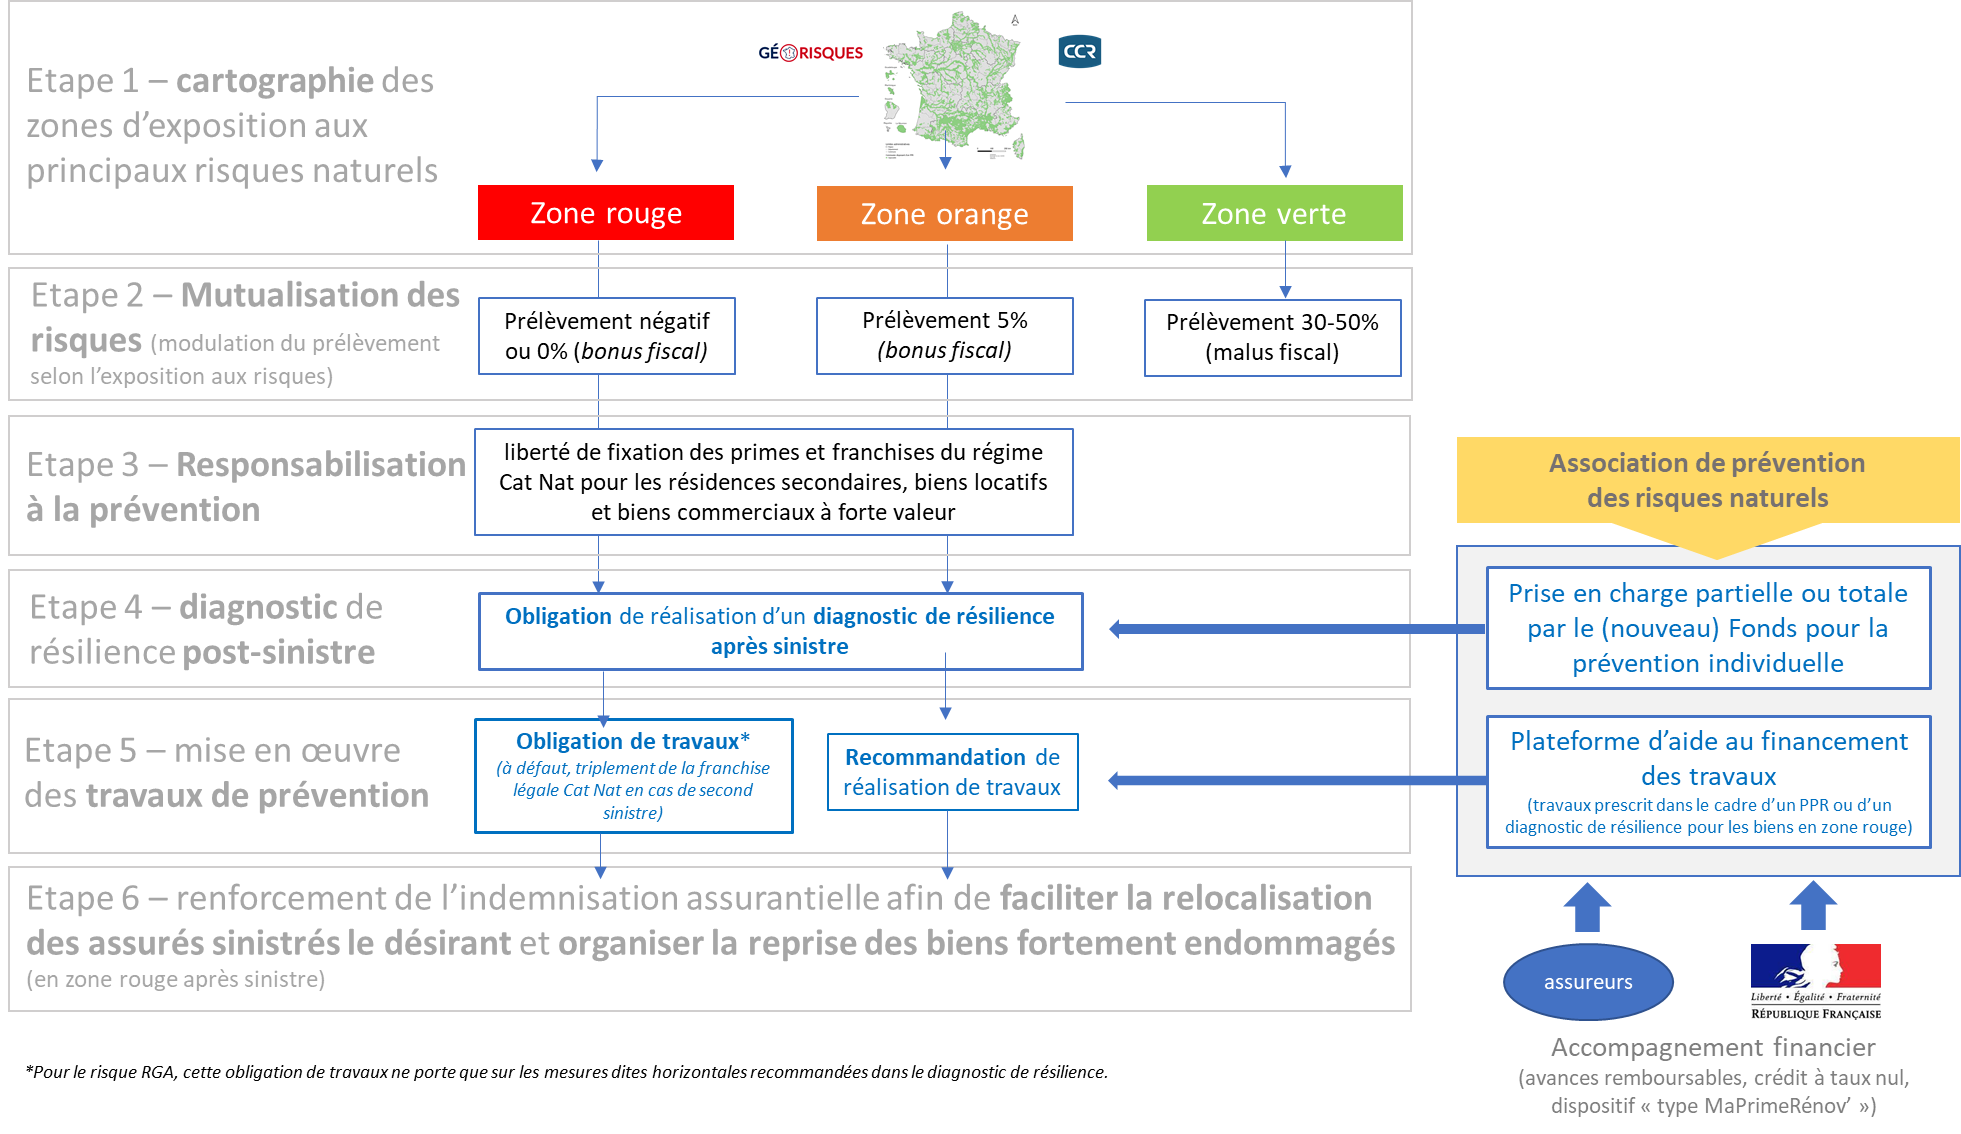 GÉORISQUES
CCR
Etape 1 – cartographie des
zones d'exposition aux
principaux risques naturels
Zone rouge
Zone orange
Zone verte
Etape 2 – Mutualisation des
risques (modulation du prélèvement
selon l'exposition aux risques)
Prélèvement négatif
ou 0% (bonus fiscal)
Prélèvement 5%
(bonus fiscal)
Prélèvement 30-50%
(malus fiscal)
Etape 3 – Responsabilisation
à la prévention
liberté de fixation des primes et franchises du régime
Cat Nat pour les résidences secondaires, biens locatifs
et biens commerciaux à forte valeur
Association de prévention
des risques naturels
Etape 4 – diagnostic de
résilience post-sinistre
Obligation de réalisation d'un diagnostic de résilience
après sinistre
Prise en charge partielle ou totale
par le (nouveau) Fonds pour la
prévention individuelle
Etape 5 – mise en œuvre
des travaux de prévention
Obligation de travaux*
(à défaut, triplement de la franchise
légale Cat Nat en cas de second
sinistre)
Recommandation de
réalisation de travaux
Plateforme d'aide au financement
des travaux
(travaux prescrit dans le cadre d'un PPR ou d'un
diagnostic de résilience pour les biens en zone rouge)
Etape 6 – renforcement de l'indemnisation assurantielle afin de faciliter la relocalisation
des assurés sinistrés le désirant et organiser la reprise des biens fortement endommagés
(en zone rouge après sinistre)
assureurs
Liberté • Égalité • Fraternité
RÉPUBLIQUE FRANÇAISE
Accompagnement financier
(avances remboursables, crédit à taux nul,
dispositif « type MaPrimeRénov' »)
*Pour le risque RGA, cette obligation de travaux ne porte que sur les mesures dites horizontales recommandées dans le diagnostic de résilience.